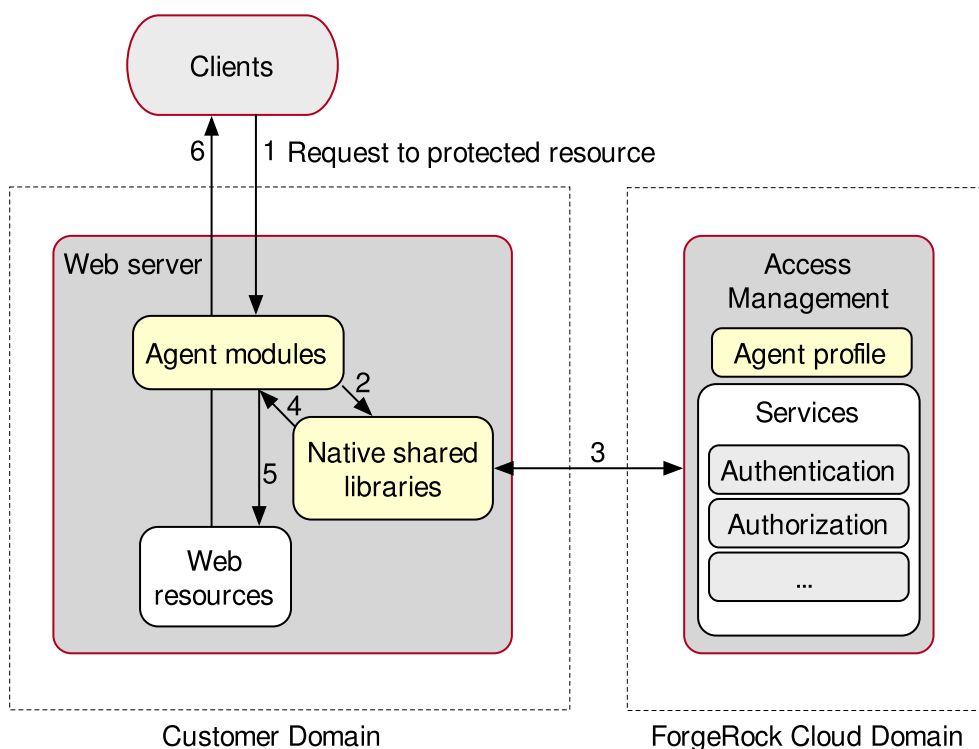 Clients
6
1 Request to protected resource
Web server
Agent modules
2
4
Native shared
libraries
3
5
Web
resources
Customer Domain
Access
Management
Agent profile
Services
Authentication
Authorization
...
ForgeRock Cloud Domain